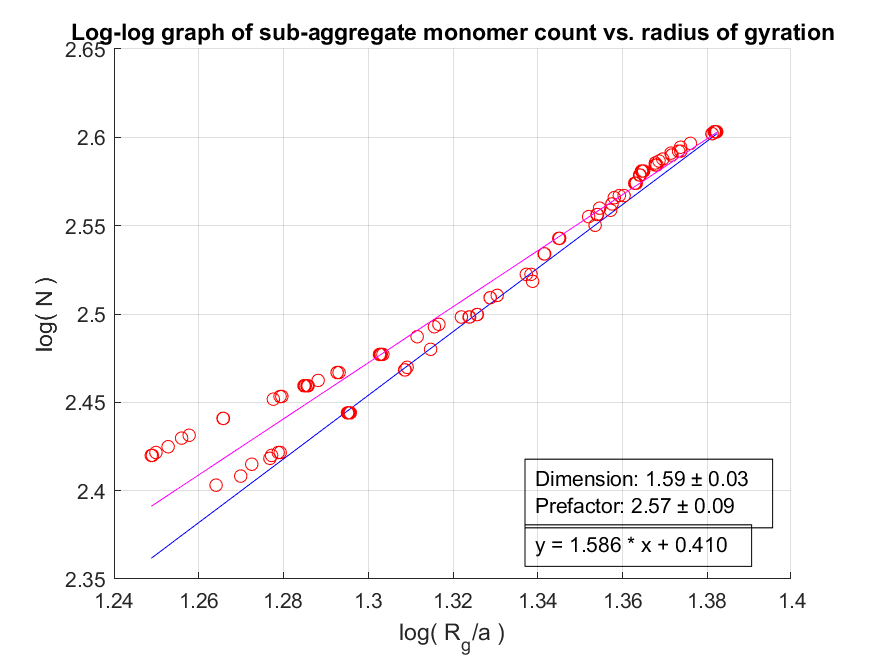 Log-log graph of sub-aggregate monomer count vs. radius of gyration
2.65
2.6
2.55
2.5
2.45
2.4
2.35
log( N )
Dimension: 1.59 ± 0.03
Prefactor: 2.57 ± 0.09
y = 1.586 * x + 0.410
1.24 1.26 1.28 1.3 1.32 1.34 1.36 1.38 1.4
log( R_g/a )